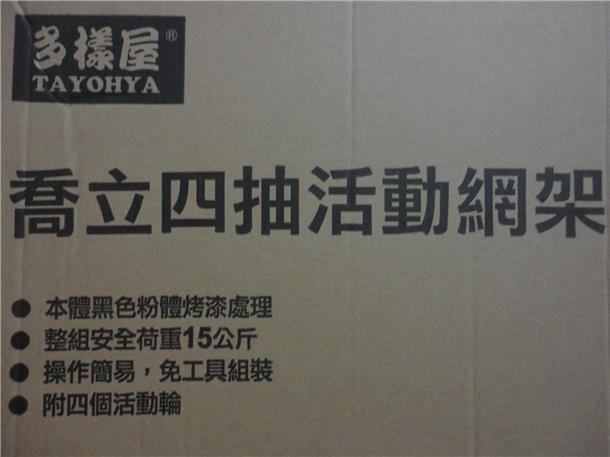 多樣屋®
TAYOHYA
喬立四抽活動網架
● 本體黑色粉體烤漆處理
● 整組安全荷重15公斤
● 操作簡易，免工具組裝
● 附四個活動輪